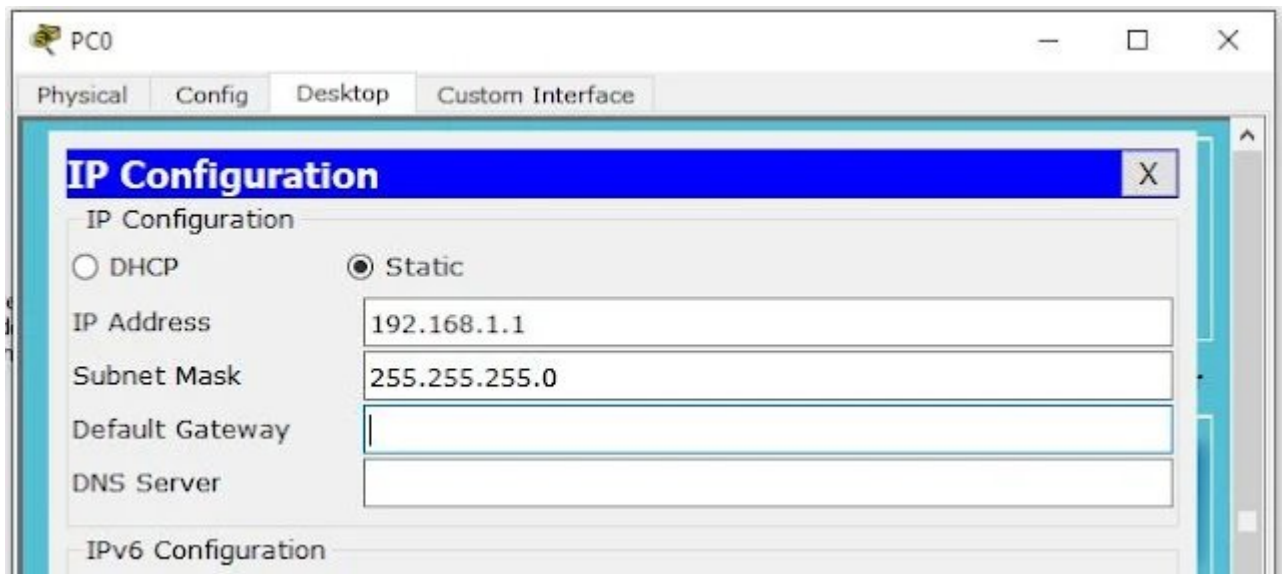 PC0
Physical Config Desktop Custom Interface
IP Configuration X
IP Configuration
DHCP Static
IP Address 192.168.1.1
Subnet Mask 255.255.255.0
Default Gateway
DNS Server
IPv6 Configuration